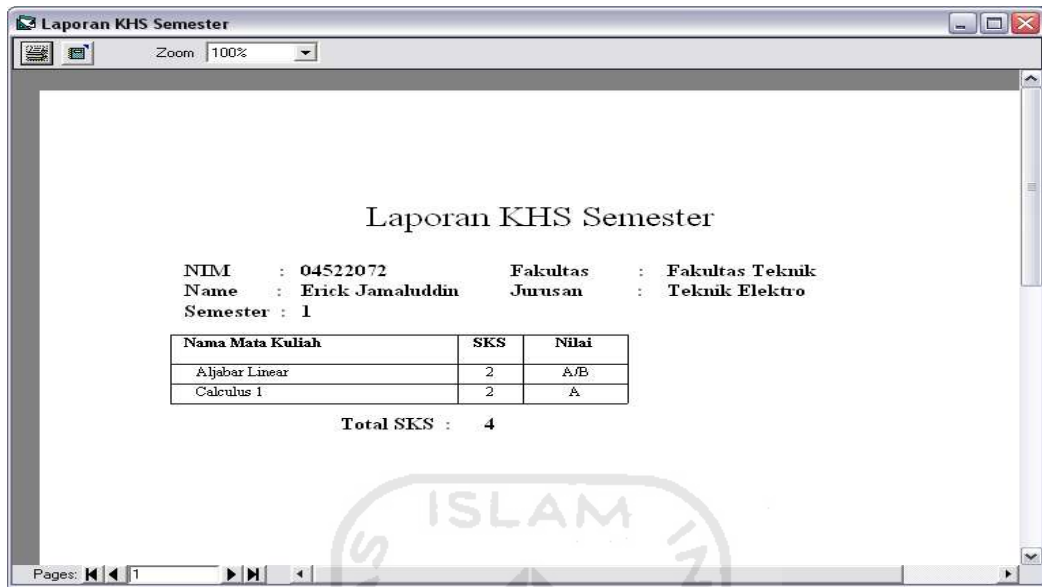 Laporan KHS Semester
Zoom 100%
Laporan KHS Semester
NIM : 04522072 Fakultas : Fakultas Teknik
Name : Erick Jamaluddin Jurusan : Teknik Elektro
Semester : 1
Nama Mata Kuliah SKS Nilai
Aljabar Linear 2 A/B
Calculus 1 2 A
Total SKS : 4
ISLAM
Pages: 1